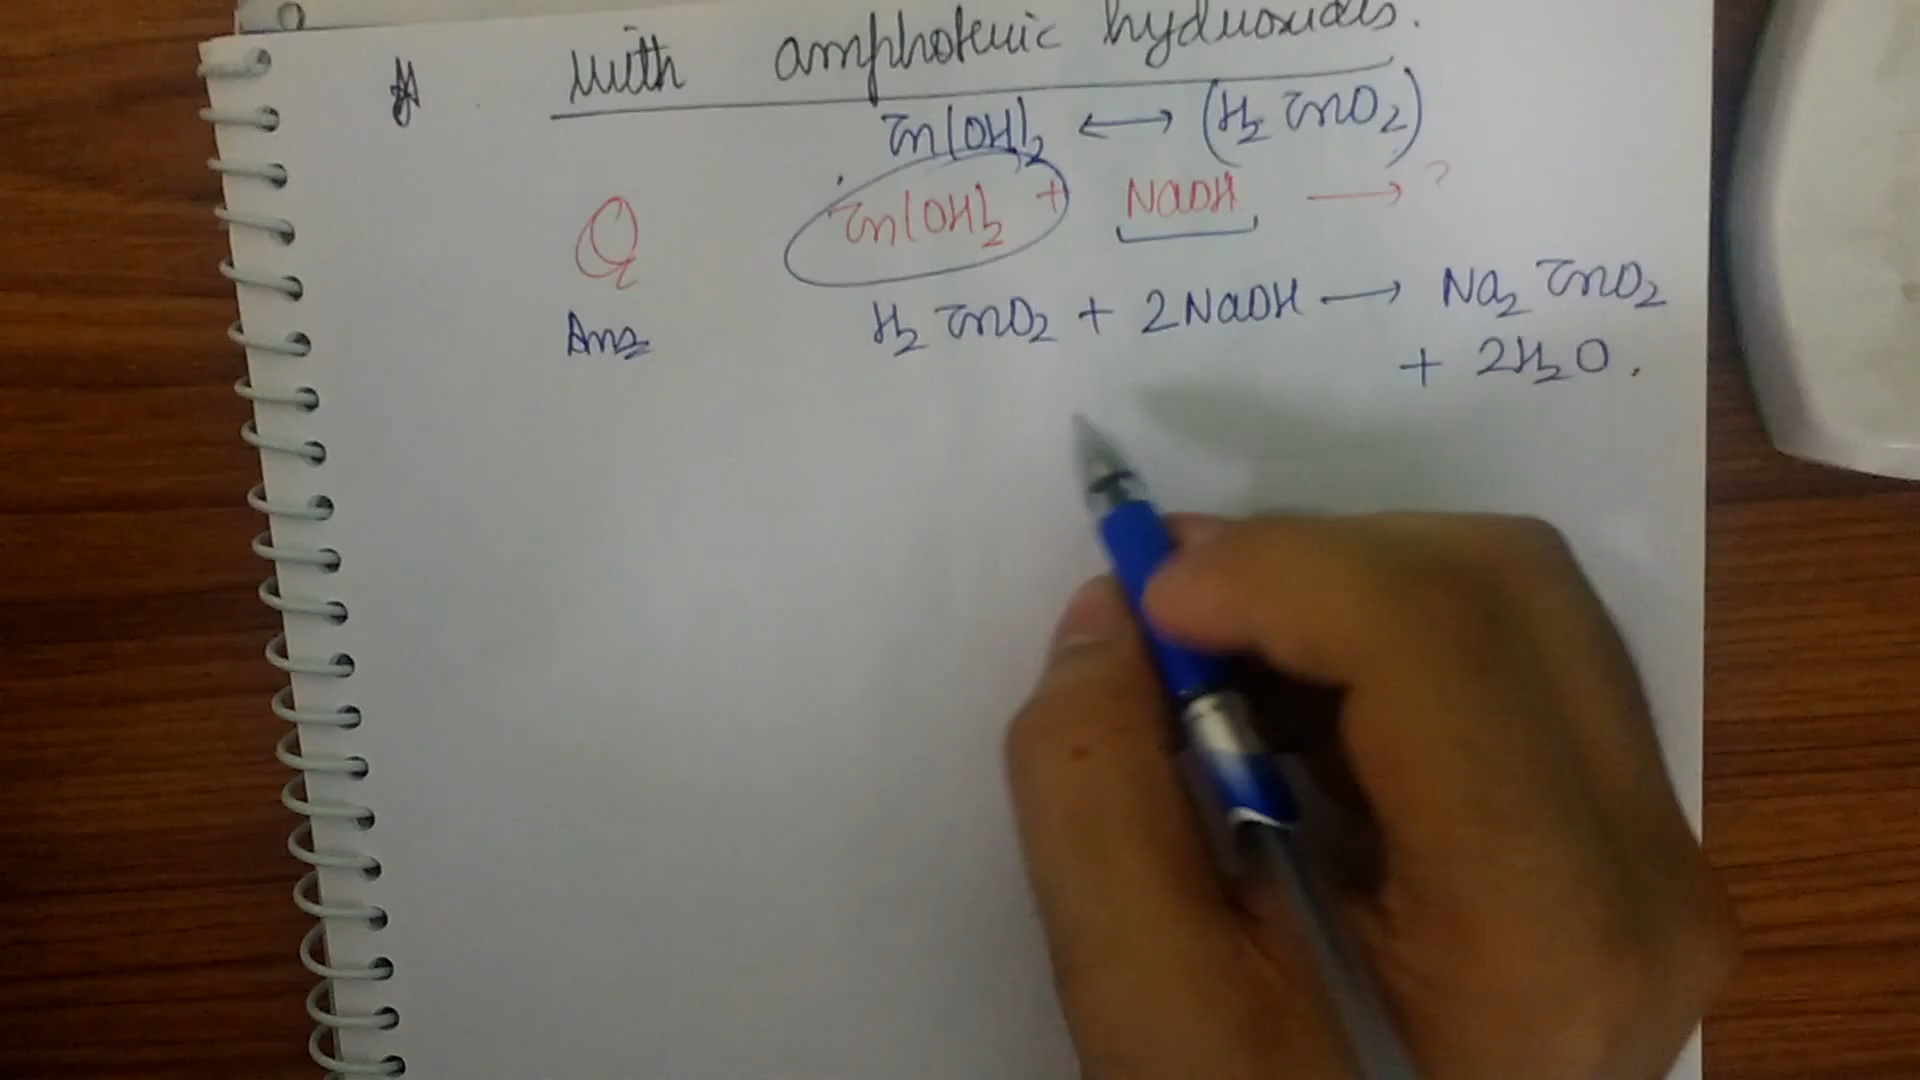 with amphoteric hydroxides.
Zn(OH)₂ ⟷ (H₂ZnO₂)
Q Zn(OH)₂ + NaOH ⟶ ?
Ans H₂ZnO₂ + 2NaOH ⟶ Na₂ZnO₂
+ 2H₂O.